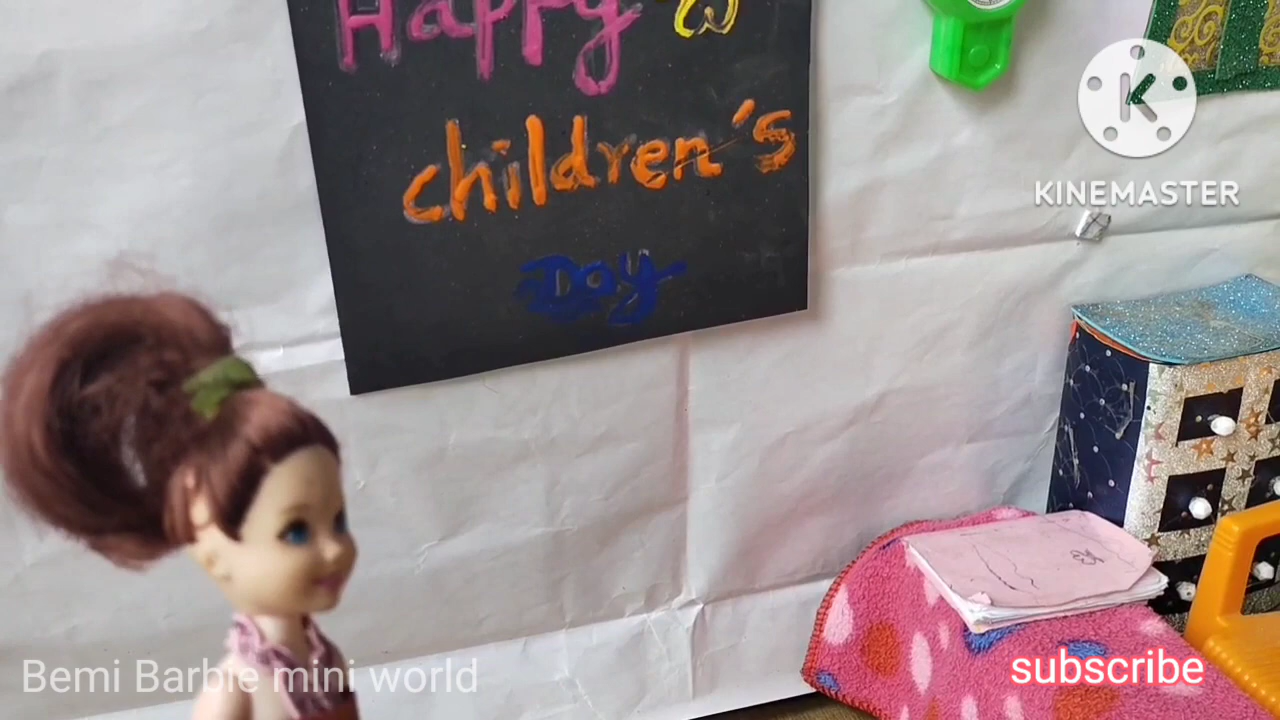 Happy
children's
Day
K
KINEMASTER
Bemi Barbie mini world
subscribe